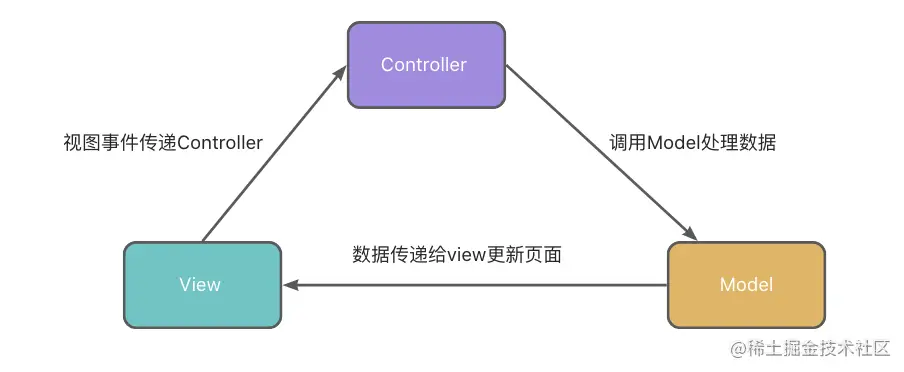 Controller
视图事件传递Controller
调用Model处理数据
数据传递给view更新页面
View
Model
@稀土掘金技术社区